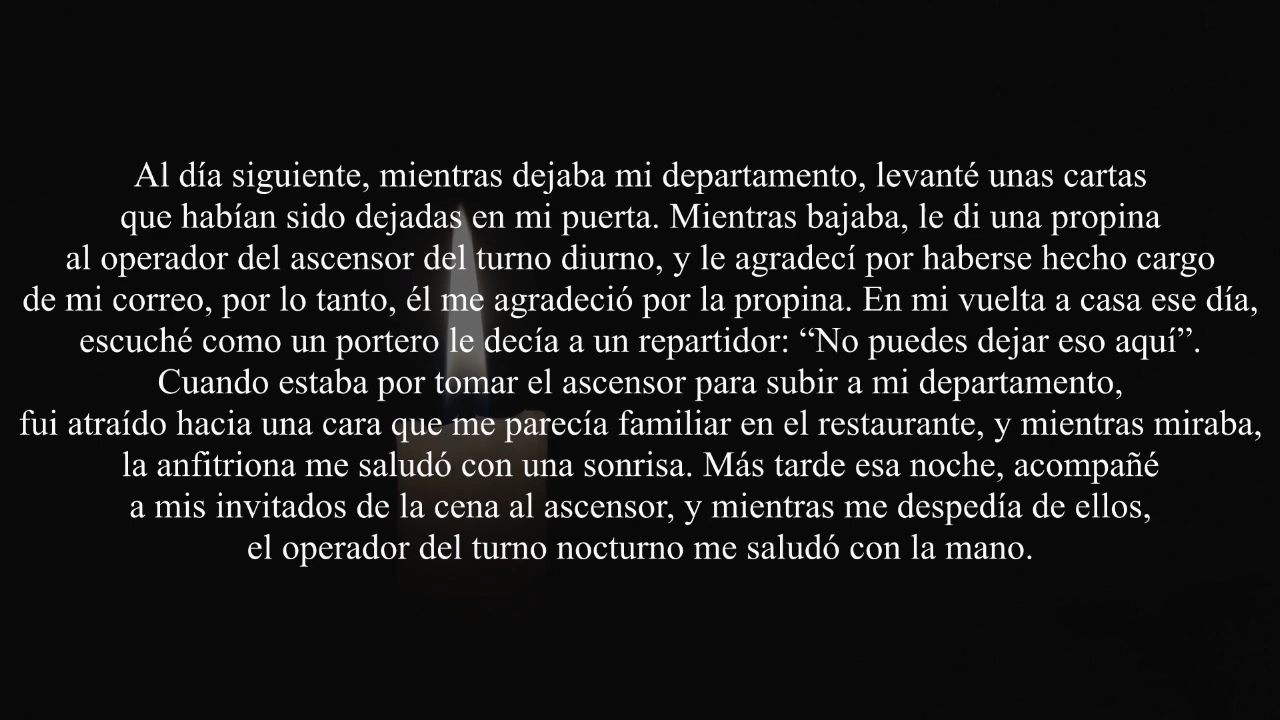 Al día siguiente, mientras dejaba mi departamento, levanté unas cartas
que habían sido dejadas en mi puerta. Mientras bajaba, le di una propina
al operador del ascensor del turno diurno, y le agradecí por haberse hecho cargo
de mi correo, por lo tanto, él me agradeció por la propina. En mi vuelta a casa ese día,
escuché como un portero le decía a un repartidor: “No puedes dejar eso aquí”.
Cuando estaba por tomar el ascensor para subir a mi departamento,
fui atraído hacia una cara que me parecía familiar en el restaurante, y mientras miraba,
la anfitriona me saludó con una sonrisa. Más tarde esa noche, acompañé
a mis invitados de la cena al ascensor, y mientras me despedía de ellos,
el operador del turno nocturno me saludó con la mano.